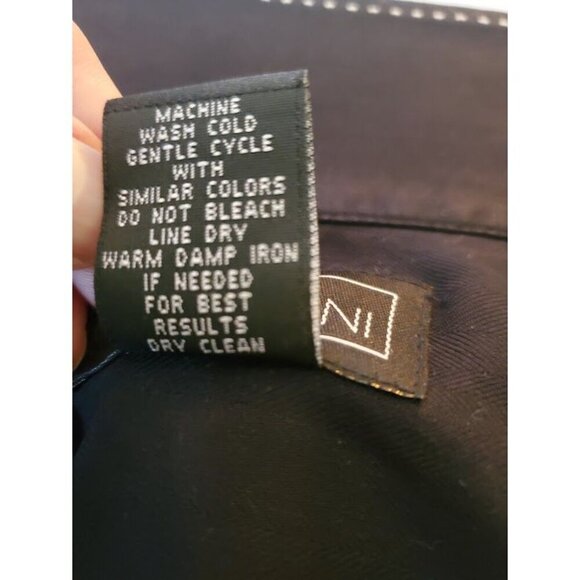 MACHINE
WASH COLD
GENTLE CYCLE
WITH
SIMILAR COLORS
DO NOT BLEACH
LINE DRY
WARM DAMP IRON
IF NEEDED
FOR BEST
RESULTS
DRY CLEAN